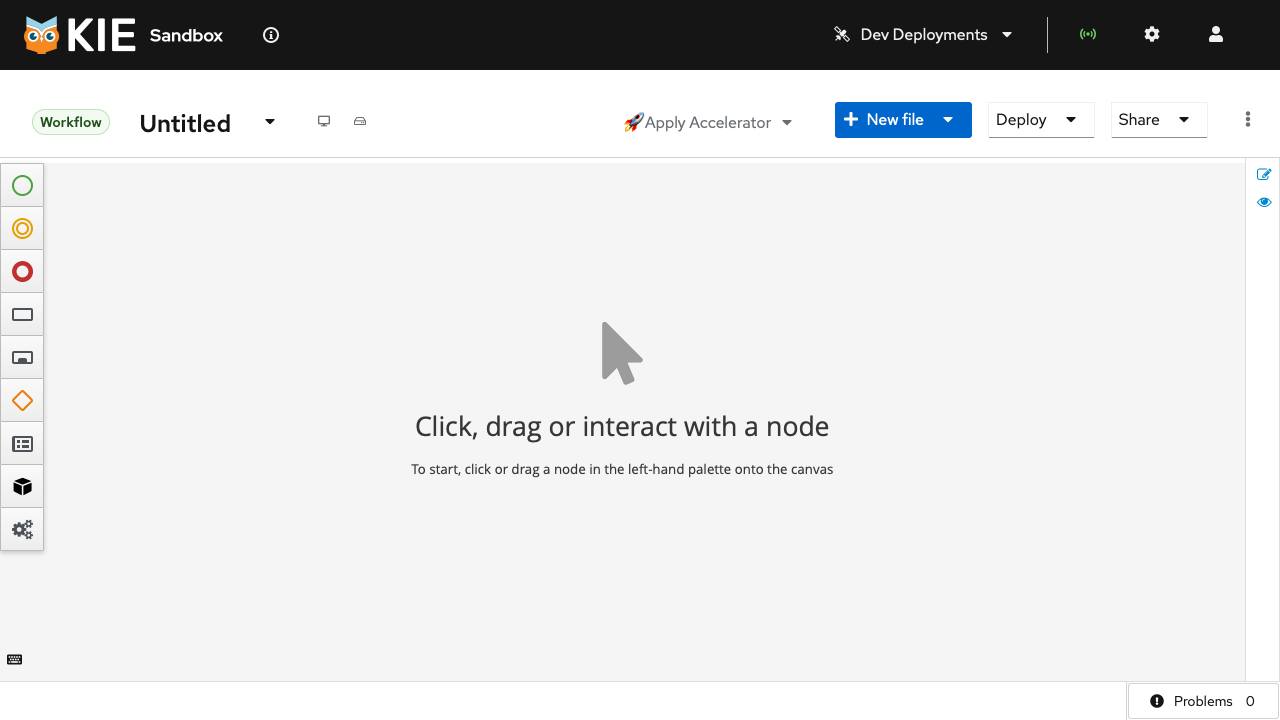 KIE Sandbox
Dev Deployments
Workflow
Untitled
Apply Accelerator
New file
Deploy
Share
Click, drag or interact with a node
To start, click or drag a node in the left-hand palette onto the canvas
Problems 0